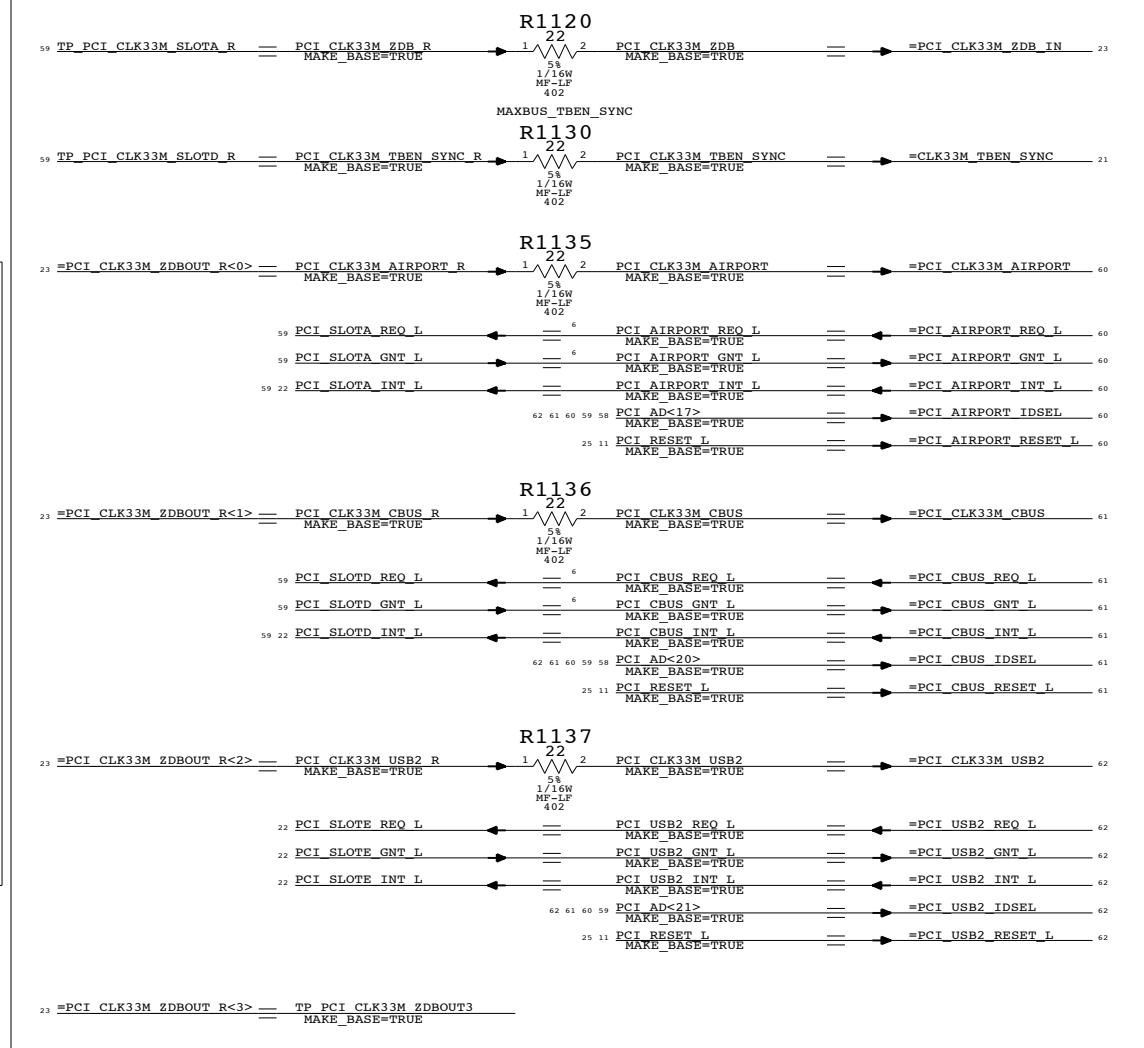 R1120
22
59 TP_PCI_CLK33M_SLOTA_R PCI_CLK33M_ZDB_R 1 2 PCI_CLK33M_ZDB =PCI_CLK33M_ZDB_IN 23
MAKE_BASE=TRUE MAKE_BASE=TRUE
5%
1/16W
MF-LF
402
MAXBUS_TBEN_SYNC
R1130
22
59 TP_PCI_CLK33M_SLOTD_R PCI_CLK33M_TBEN_SYNC_R 1 2 PCI_CLK33M_TBEN_SYNC =CLK33M_TBEN_SYNC 21
MAKE_BASE=TRUE MAKE_BASE=TRUE
5%
1/16W
MF-LF
402
R1135
22
23 =PCI_CLK33M_ZDBOUT_R<0> PCI_CLK33M_AIRPORT_R 1 2 PCI_CLK33M_AIRPORT =PCI_CLK33M_AIRPORT 60
MAKE_BASE=TRUE MAKE_BASE=TRUE
5%
1/16W
MF-LF
402
59 PCI_SLOTA_REQ_L 6 PCI_AIRPORT_REQ_L =PCI_AIRPORT_REQ_L 60
MAKE_BASE=TRUE
59 PCI_SLOTA_GNT_L 6 PCI_AIRPORT_GNT_L =PCI_AIRPORT_GNT_L 60
MAKE_BASE=TRUE
59 22 PCI_SLOTA_INT_L PCI_AIRPORT_INT_L =PCI_AIRPORT_INT_L 60
MAKE_BASE=TRUE
62 61 60 59 58 PCI_AD<17> =PCI_AIRPORT_IDSEL 60
MAKE_BASE=TRUE
25 11 PCI_RESET_L =PCI_AIRPORT_RESET_L 60
MAKE_BASE=TRUE
R1136
22
23 =PCI_CLK33M_ZDBOUT_R<1> PCI_CLK33M_CBUS_R 1 2 PCI_CLK33M_CBUS =PCI_CLK33M_CBUS 61
MAKE_BASE=TRUE MAKE_BASE=TRUE
5%
1/16W
MF-LF
402
59 PCI_SLOTD_REQ_L 6 PCI_CBUS_REQ_L =PCI_CBUS_REQ_L 61
MAKE_BASE=TRUE
59 PCI_SLOTD_GNT_L 6 PCI_CBUS_GNT_L =PCI_CBUS_GNT_L 61
MAKE_BASE=TRUE
59 22 PCI_SLOTD_INT_L PCI_CBUS_INT_L =PCI_CBUS_INT_L 61
MAKE_BASE=TRUE
62 61 60 59 58 PCI_AD<20> =PCI_CBUS_IDSEL 61
MAKE_BASE=TRUE
25 11 PCI_RESET_L =PCI_CBUS_RESET_L 61
MAKE_BASE=TRUE
R1137
22
23 =PCI_CLK33M_ZDBOUT_R<2> PCI_CLK33M_USB2_R 1 2 PCI_CLK33M_USB2 =PCI_CLK33M_USB2 62
MAKE_BASE=TRUE MAKE_BASE=TRUE
5%
1/16W
MF-LF
402
22 PCI_SLOTE_REQ_L PCI_USB2_REQ_L =PCI_USB2_REQ_L 62
MAKE_BASE=TRUE
22 PCI_SLOTE_GNT_L PCI_USB2_GNT_L =PCI_USB2_GNT_L 62
MAKE_BASE=TRUE
22 PCI_SLOTE_INT_L PCI_USB2_INT_L =PCI_USB2_INT_L 62
MAKE_BASE=TRUE
62 61 60 59 PCI_AD<21> =PCI_USB2_IDSEL 62
MAKE_BASE=TRUE
25 11 PCI_RESET_L =PCI_USB2_RESET_L 62
MAKE_BASE=TRUE
23 =PCI_CLK33M_ZDBOUT_R<3> TP_PCI_CLK33M_ZDBOUT3
MAKE_BASE=TRUE